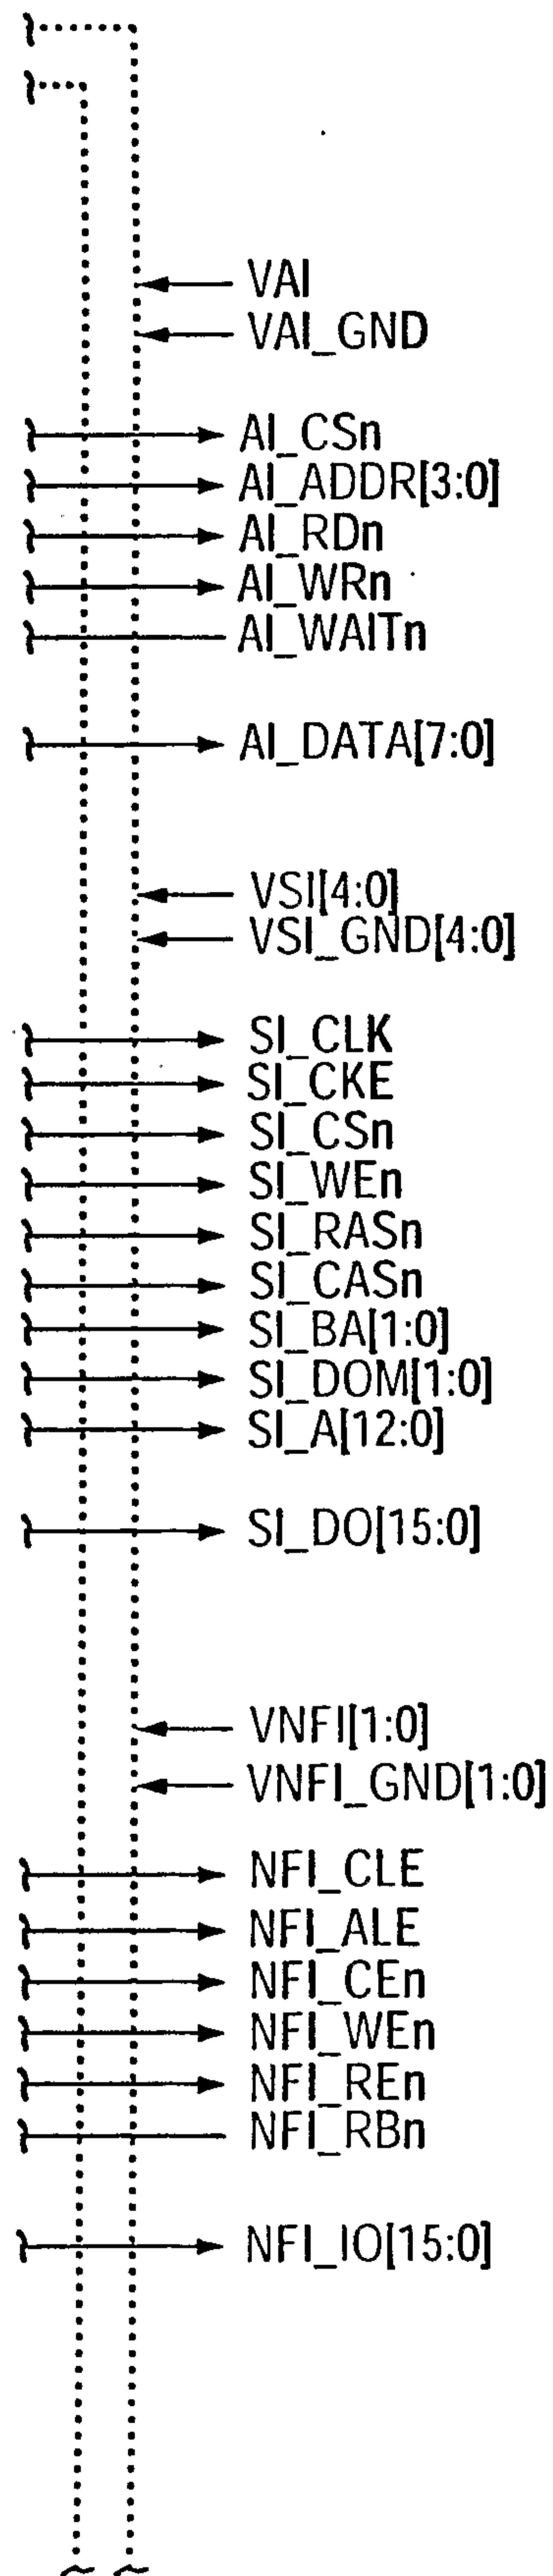 VAI
VAI_GND
AI_CSn
AI_ADDR[3:0]
AI_RDn
AI_WRn
AI_WAITn
AI_DATA[7:0]
VSI[4:0]
VSI_GND[4:0]
SI_CLK
SI_CKE
SI_CSn
SI_WEn
SI_RASn
SI_CASn
SI_BA[1:0]
SI_DOM[1:0]
SI_A[12:0]
SI_DO[15:0]
VNFI[1:0]
VNFI_GND[1:0]
NFI_CLE
NFI_ALE
NFI_CEn
NFI_WEn
NFI_REn
NFI_RBn
NFI_IO[15:0]